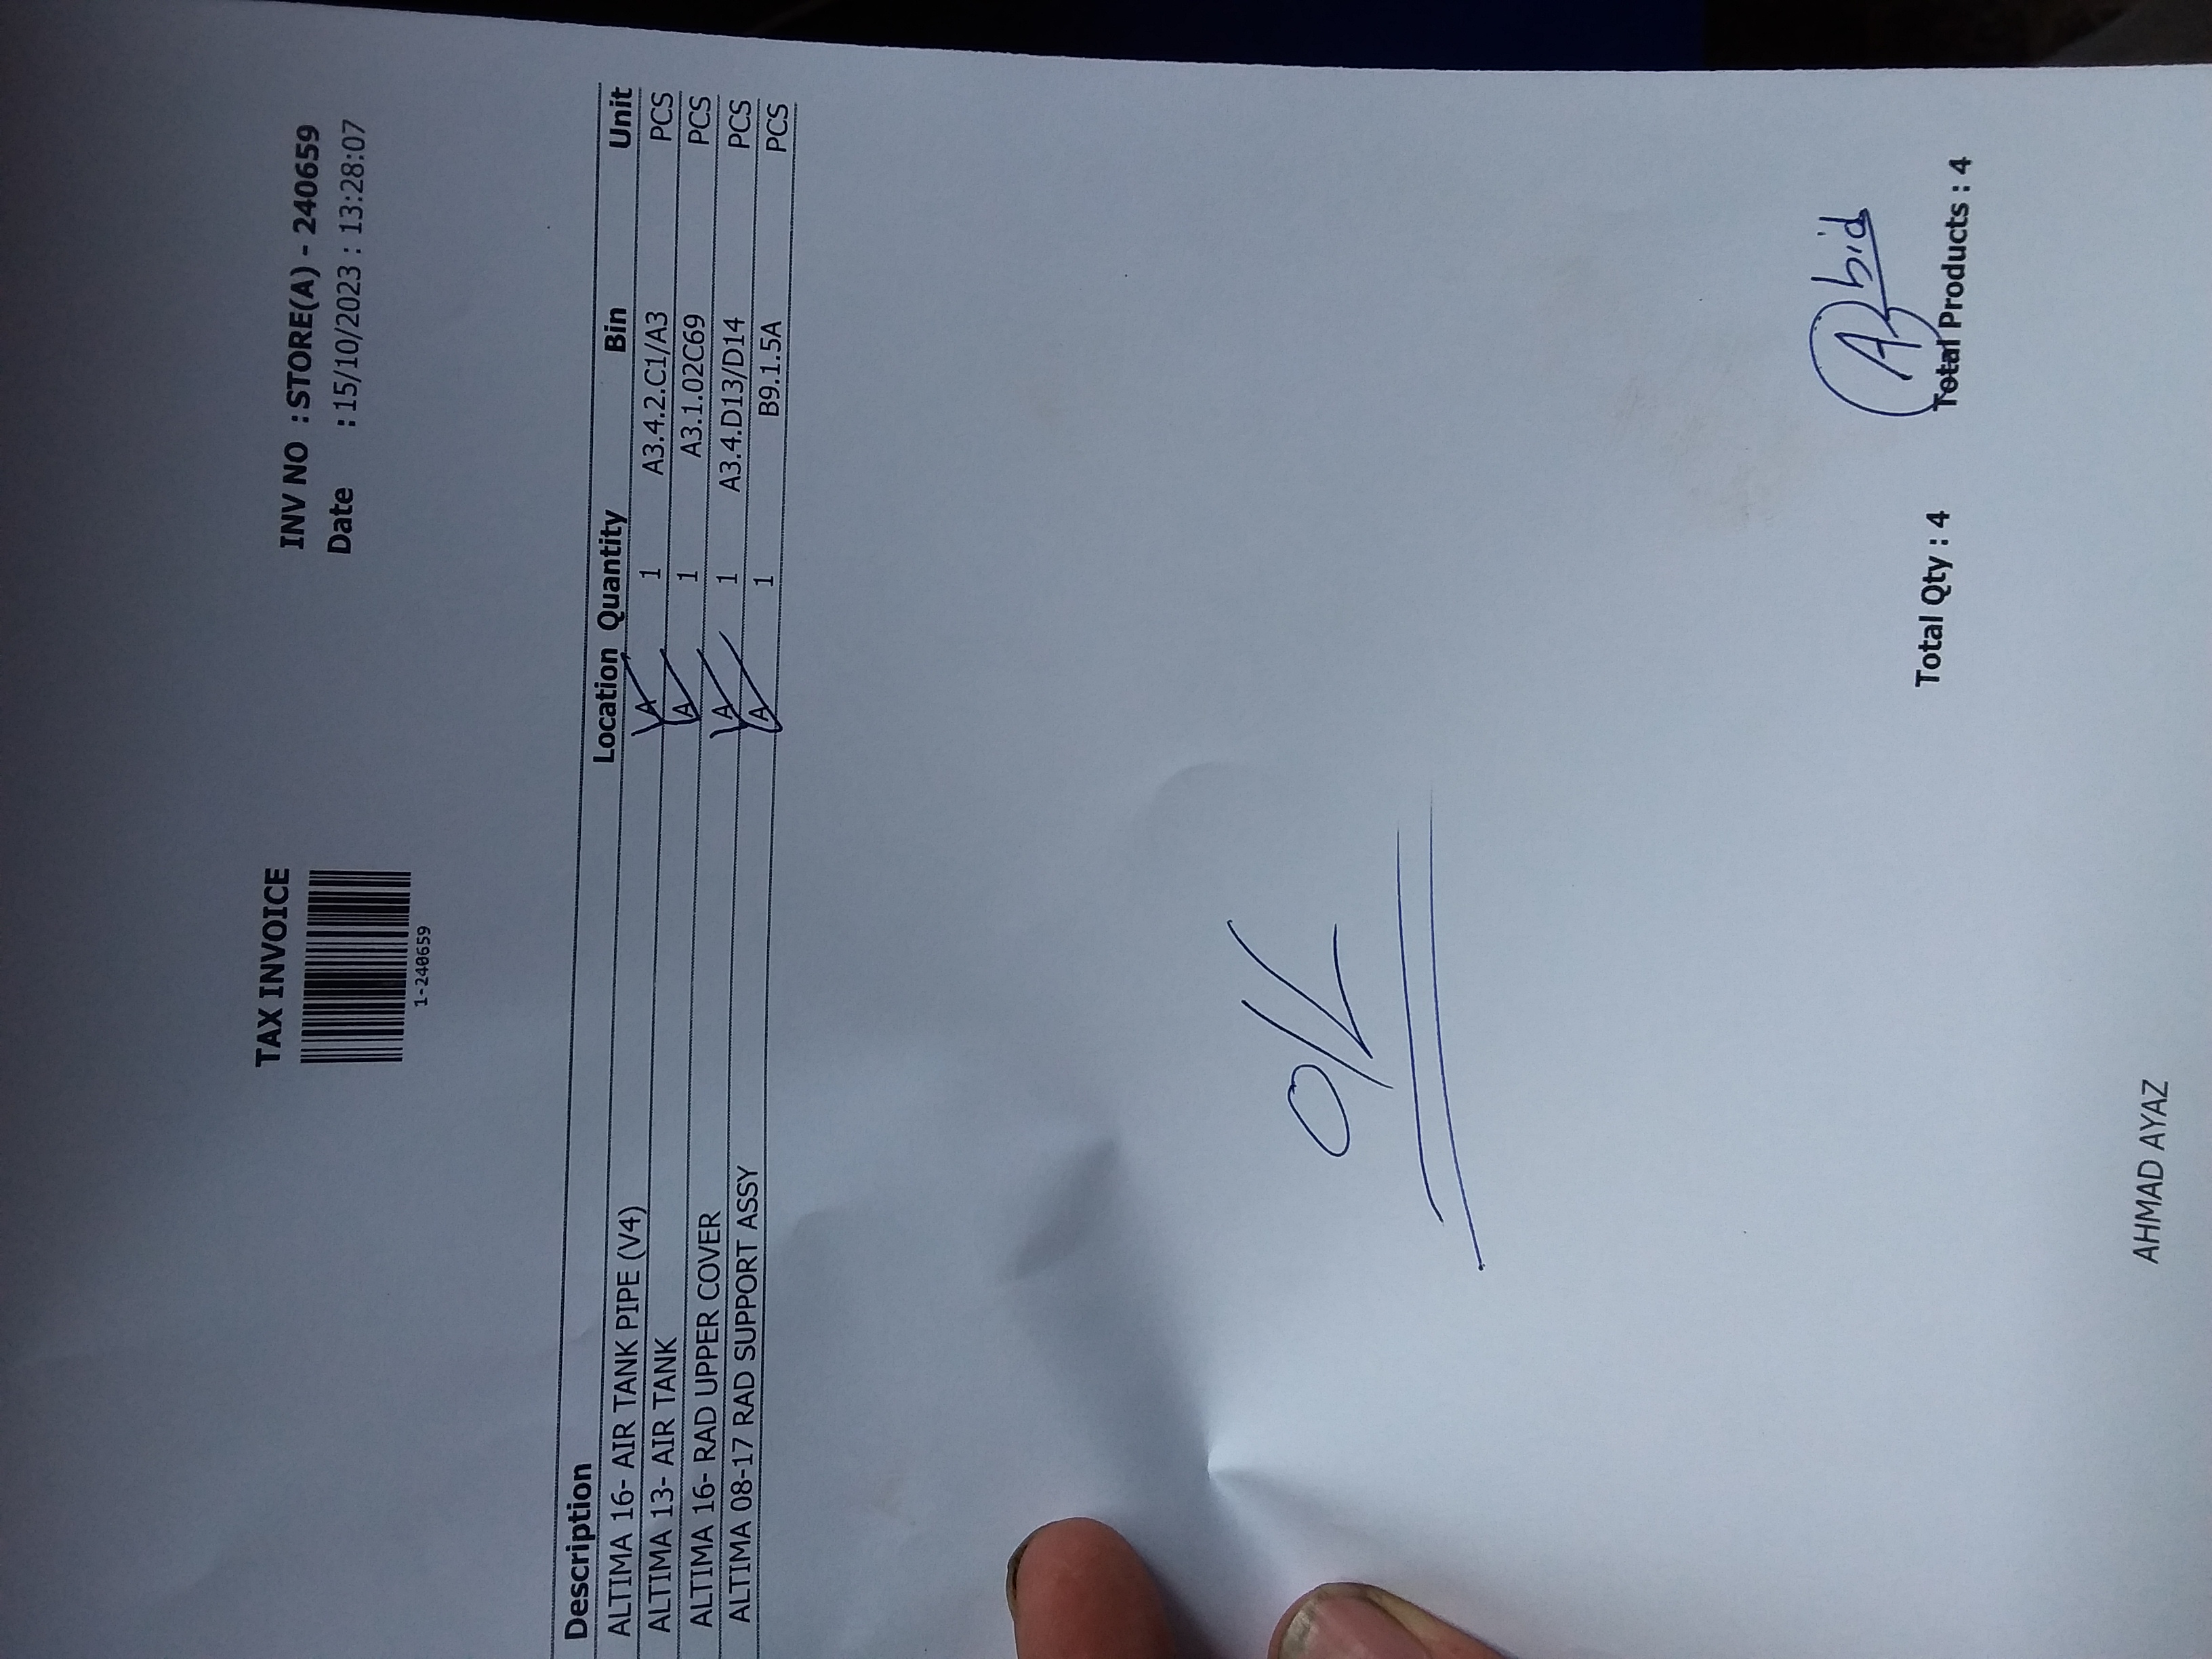 TAX INVOICE
INV NO : STORE(A) - 240659
Date : 15/10/2023 : 13:28:07
1-240659
Description Location Quantity Bin Unit
ALTIMA 16- AIR TANK PIPE (V4) A 1 A3.4.2.C1/A3 PCS
ALTIMA 13- AIR TANK A 1 A3.1.02C69 PCS
ALTIMA 16- RAD UPPER COVER A 1 A3.4.D13/D14 PCS
ALTIMA 08-17 RAD SUPPORT ASSY A 1 B9.1.5A PCS
OK
Abid
Total Qty : 4 Total Products : 4
AHMAD AYAZ